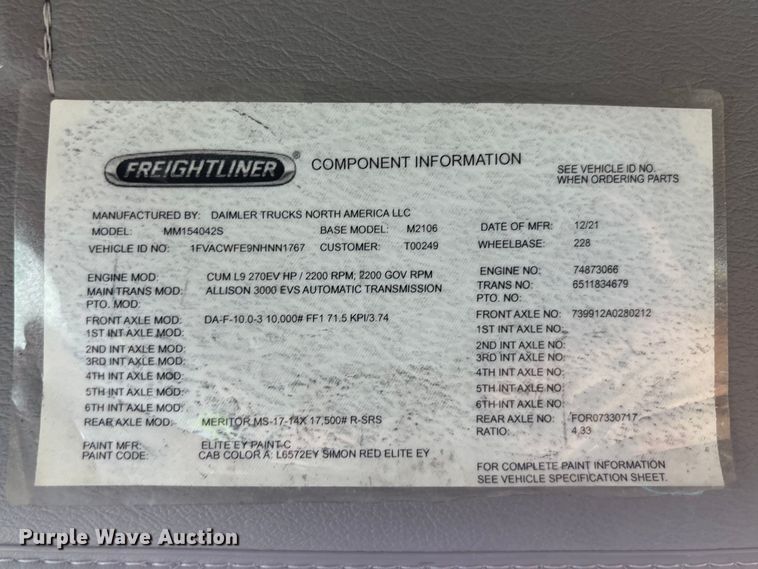 FREIGHTLINER ® COMPONENT INFORMATION
SEE VEHICLE ID NO.
WHEN ORDERING PARTS
MANUFACTURED BY: DAIMLER TRUCKS NORTH AMERICA LLC
MODEL: MM154042S BASE MODEL: M2106 DATE OF MFR: 12/21
VEHICLE ID NO: 1FVACWFE9NHNN1767 CUSTOMER: T00249 WHEELBASE: 228
ENGINE MOD: CUM L9 270EV HP / 2200 RPM; 2200 GOV RPM ENGINE NO: 74873066
MAIN TRANS MOD: ALLISON 3000 EVS AUTOMATIC TRANSMISSION TRANS NO: 6511834679
PTO. MOD: PTO. NO:
FRONT AXLE MOD: DA-F-10.0-3 10,000# FF1 71.5 KPI/3.74 FRONT AXLE NO: 739912A0280212
1ST INT AXLE MOD: 1ST INT AXLE NO:
2ND INT AXLE MOD: 2ND INT AXLE NO:
3RD INT AXLE MOD: 3RD INT AXLE NO:
4TH INT AXLE MOD: 4TH INT AXLE NO:
5TH INT AXLE MOD: 5TH INT AXLE NO:
6TH INT AXLE MOD: 6TH INT AXLE NO:
REAR AXLE MOD: MERITOR MS-17-14X 17,500# R-SRS REAR AXLE NO: FOR07330717
RATIO: 4.33
PAINT MFR: ELITE EY PAINT-C
PAINT CODE: CAB COLOR A: L6572EY SIMON RED ELITE EY
FOR COMPLETE PAINT INFORMATION
SEE VEHICLE SPECIFICATION SHEET.
Purple Wave Auction